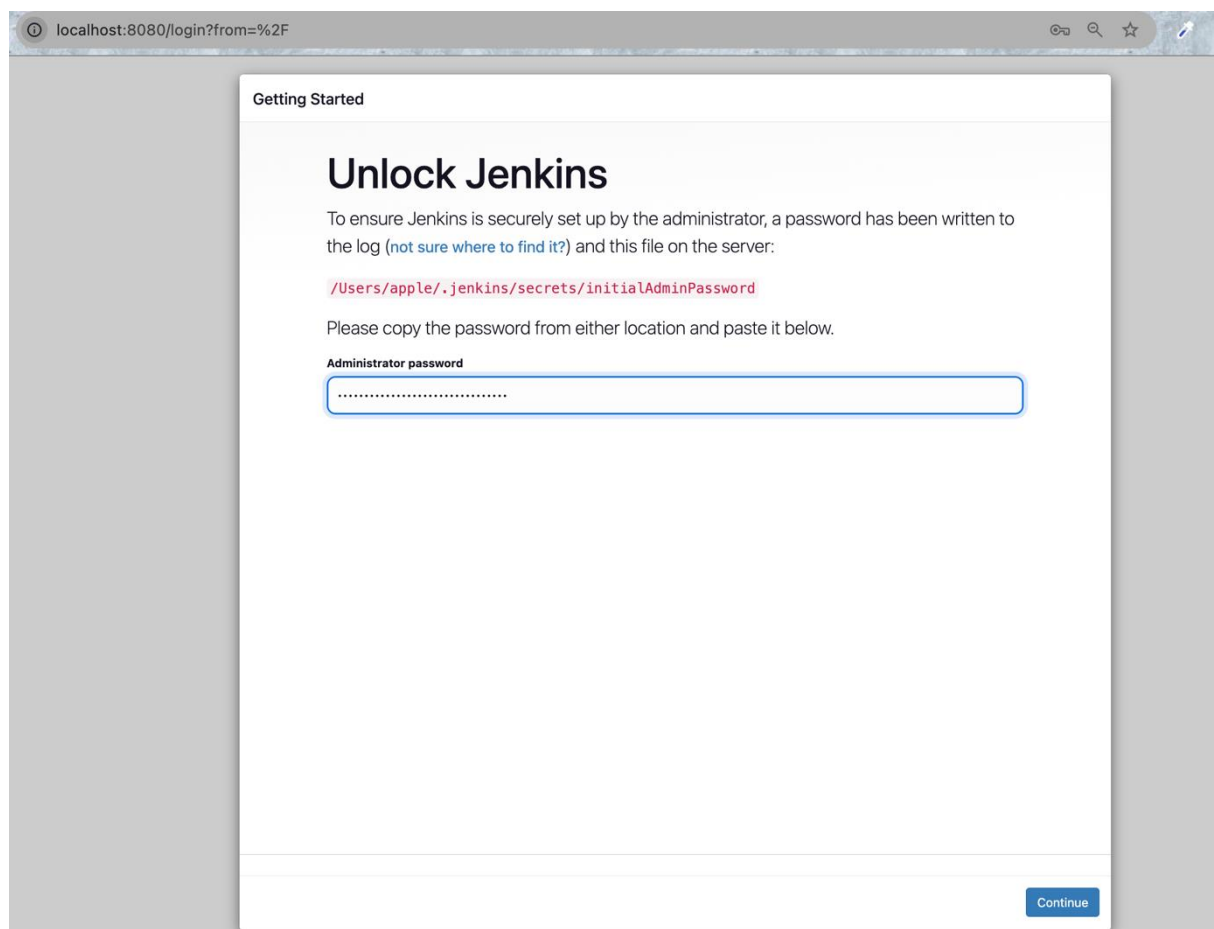 localhost:8080/login?from=%2F
Getting Started
Unlock Jenkins
To ensure Jenkins is securely set up by the administrator, a password has been written to
the log (not sure where to find it?) and this file on the server:
/Users/apple/.jenkins/secrets/initialAdminPassword
Please copy the password from either location and paste it below.
Administrator password
Continue